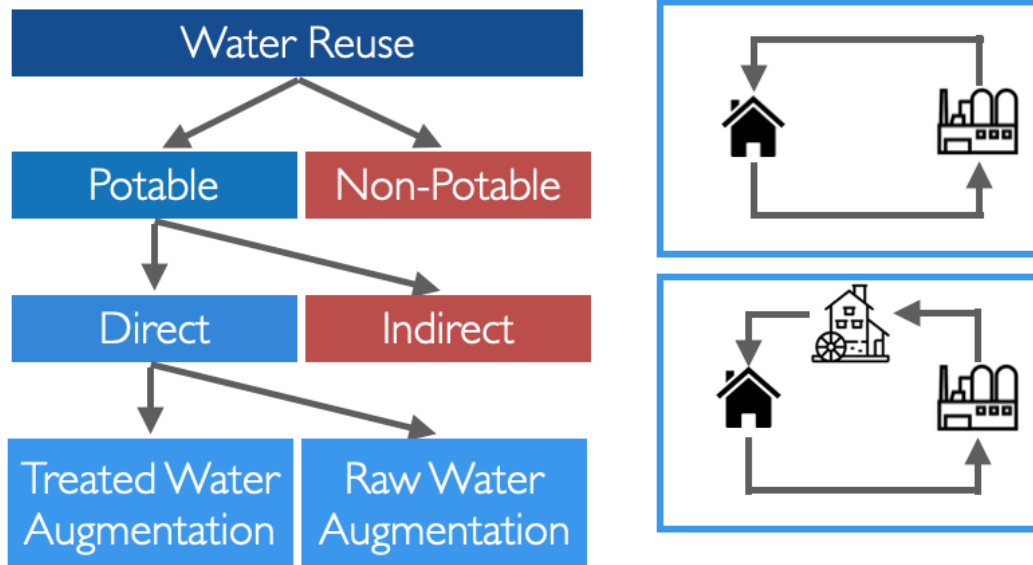 Water Reuse
Potable
Non-Potable
Direct
Indirect
Treated Water
Augmentation
Raw Water
Augmentation